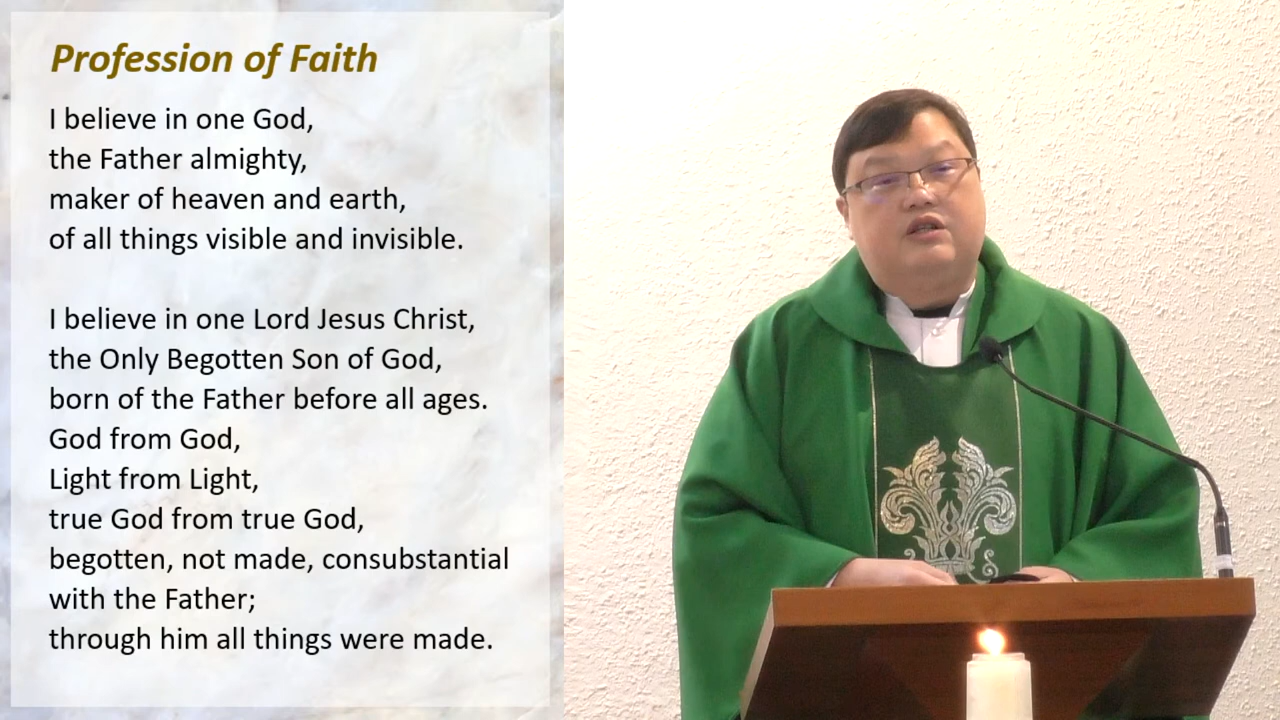 Profession of Faith
I believe in one God,
the Father almighty,
maker of heaven and earth,
of all things visible and invisible.
I believe in one Lord Jesus Christ,
the Only Begotten Son of God,
born of the Father before all ages.
God from God,
Light from Light,
true God from true God,
begotten, not made, consubstantial
with the Father;
through him all things were made.